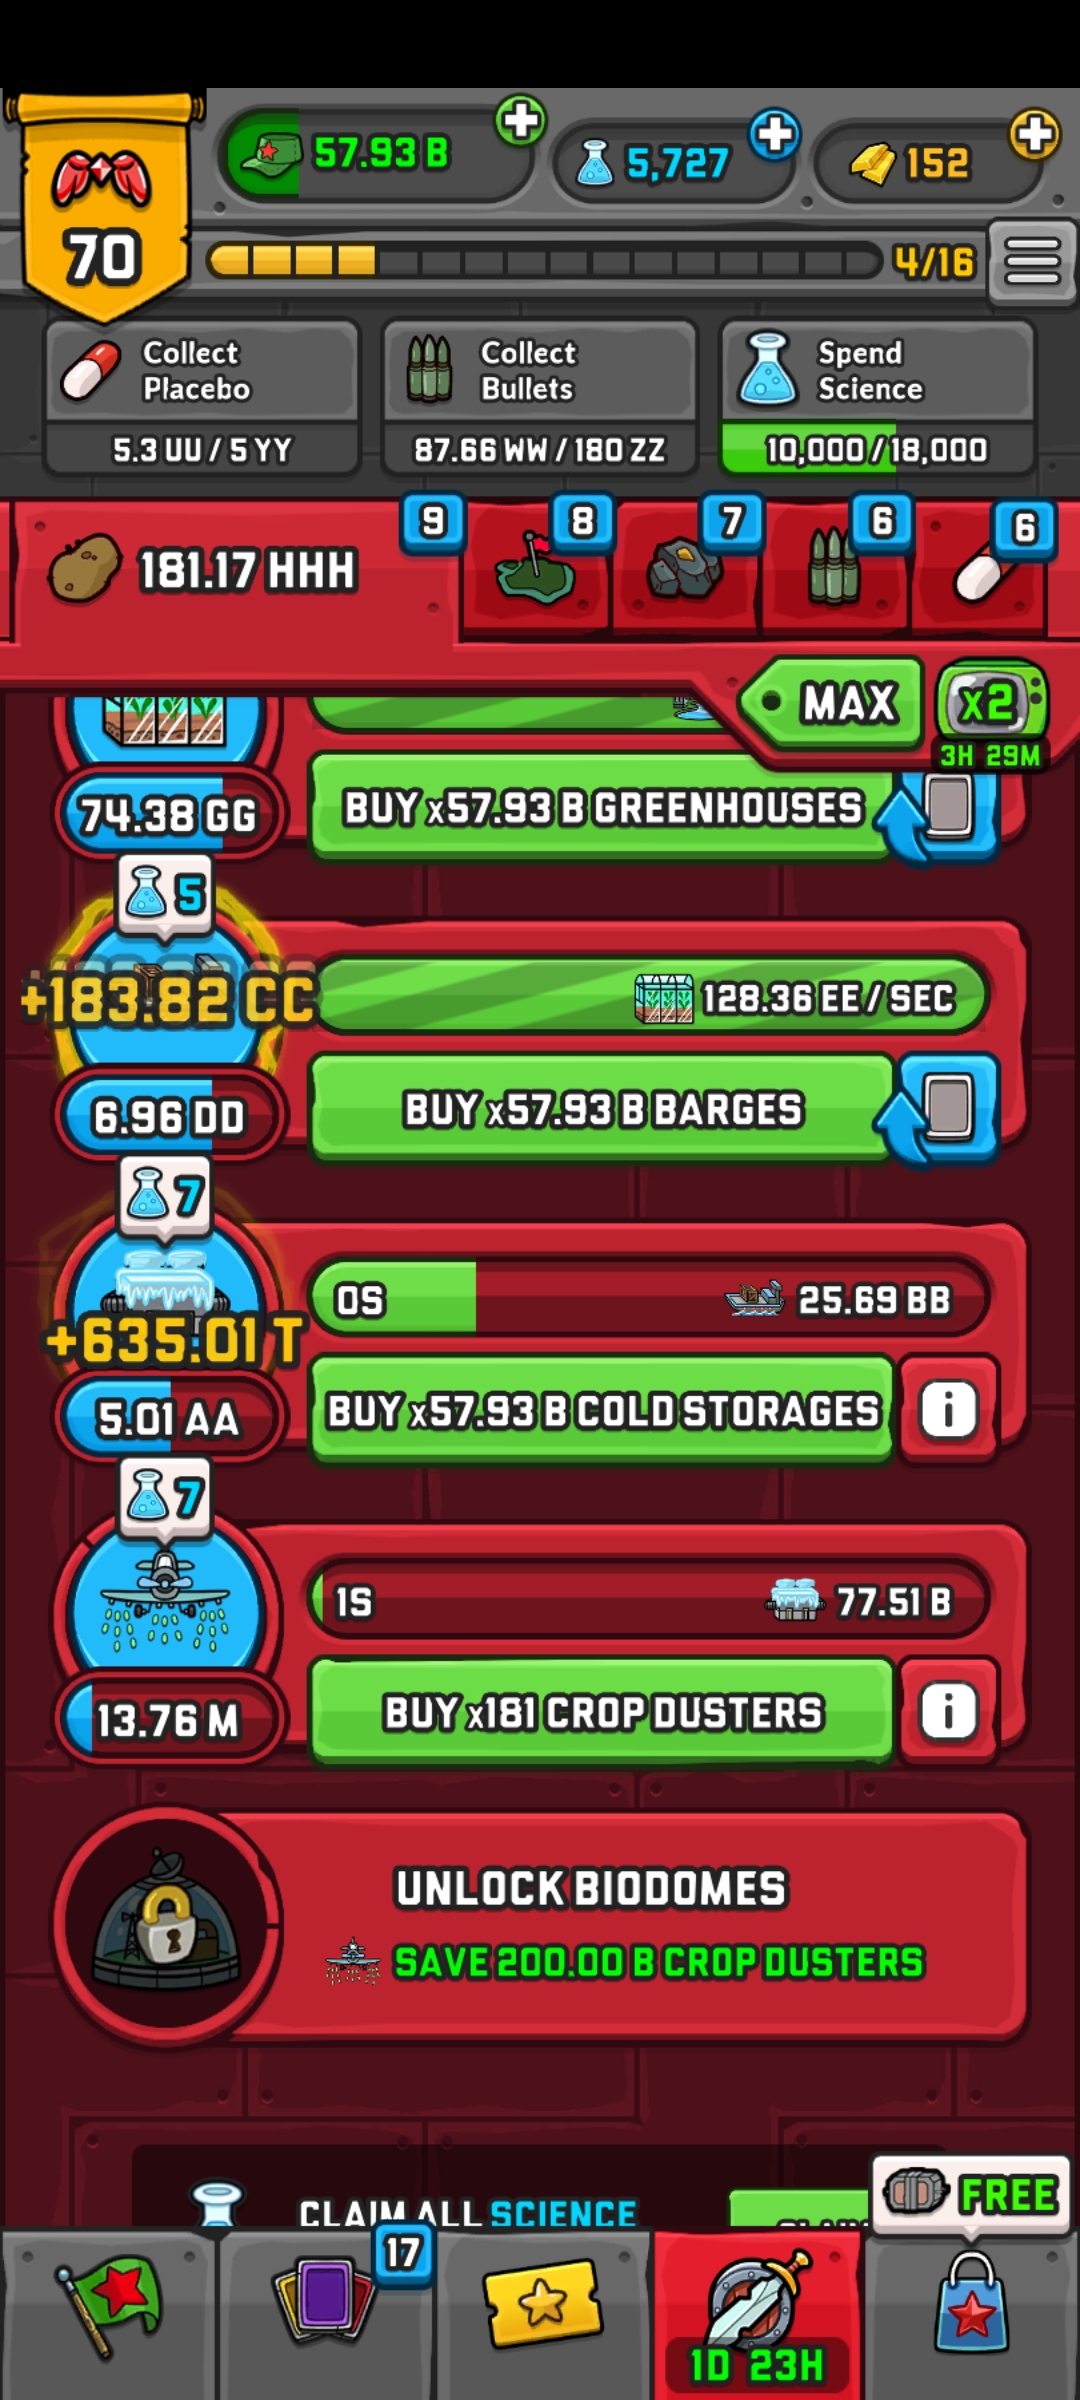 57.93 B
5,727
152
70
4/16
Collect
Placebo
5.3 UU / 5 YY
Collect
Bullets
87.66 WW / 180 ZZ
Spend
Science
10,000 / 18,000
181.17 HHH
9
8
7
6
6
MAX
x2
3H 29M
74.38 GG
BUY x57.93 B GREENHOUSES
5
+183.82 CC
128.36 EE / SEC
6.96 DD
BUY x57.93 B BARGES
7
+635.01 T
0S
25.69 BB
5.01 AA
BUY x57.93 B COLD STORAGES
i
7
1S
77.51 B
13.76 M
BUY x181 CROP DUSTERS
i
UNLOCK BIODOMES
SAVE 200.00 B CROP DUSTERS
CLAIM ALL SCIENCE
FREE
17
1D 23H